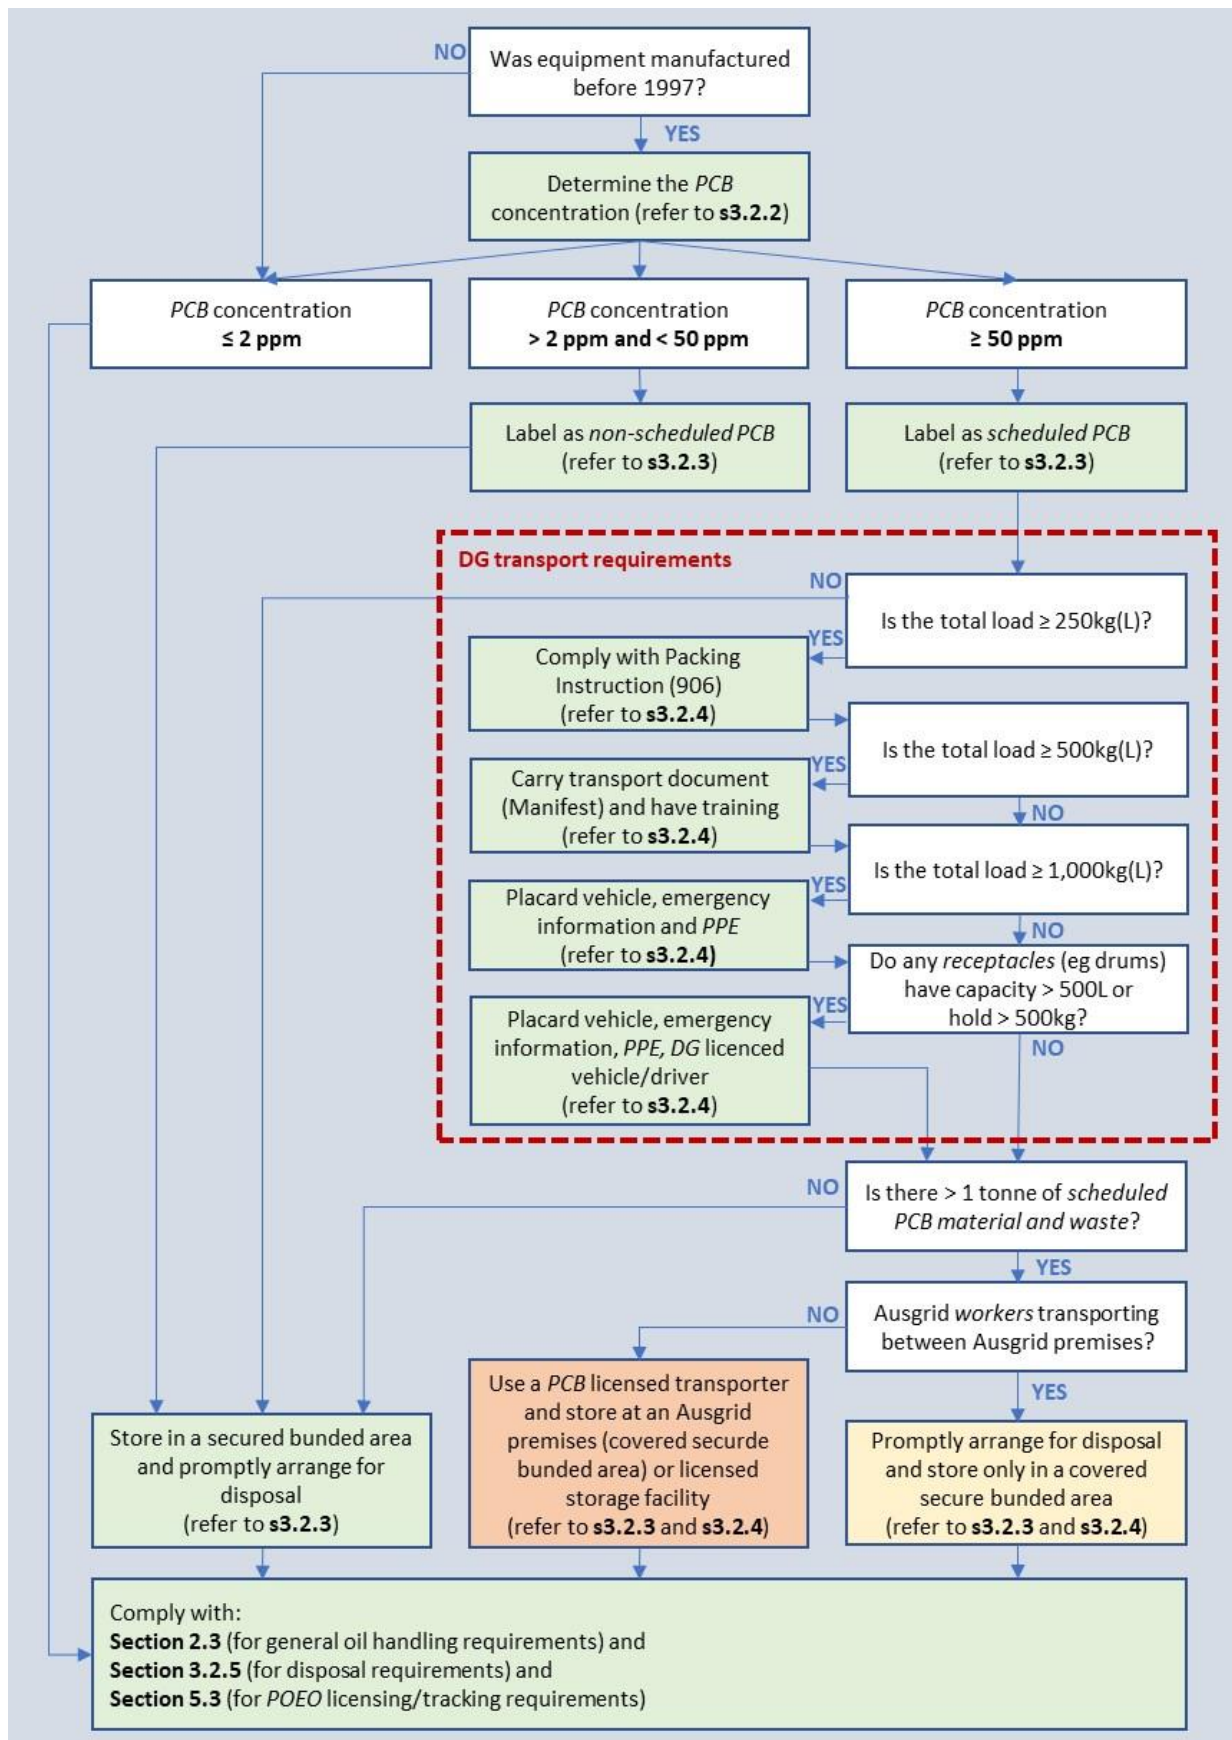 NO
Was equipment manufactured
before 1997?
YES
Determine the PCB
concentration (refer to s3.2.2)
PCB concentration
≤ 2 ppm
PCB concentration
> 2 ppm and < 50 ppm
PCB concentration
≥ 50 ppm
Label as non-scheduled PCB
(refer to s3.2.3)
Label as scheduled PCB
(refer to s3.2.3)
DG transport requirements
NO
Is the total load ≥ 250kg(L)?
YES
Comply with Packing
Instruction (906)
(refer to s3.2.4)
Is the total load ≥ 500kg(L)?
YES
Carry transport document
(Manifest) and have training
(refer to s3.2.4)
NO
Is the total load ≥ 1,000kg(L)?
YES
Placard vehicle, emergency
information and PPE
(refer to s3.2.4)
NO
Do any receptacles (eg drums)
have capacity > 500L or
hold > 500kg?
YES
Placard vehicle, emergency
information, PPE, DG licenced
vehicle/driver
(refer to s3.2.4)
NO
NO
Is there > 1 tonne of scheduled
PCB material and waste?
YES
NO
Ausgrid workers transporting
between Ausgrid premises?
YES
Store in a secured bunded area
and promptly arrange for
disposal
(refer to s3.2.3)
Use a PCB licensed transporter
and store at an Ausgrid
premises (covered securde
bunded area) or licensed
storage facility
(refer to s3.2.3 and s3.2.4)
Promptly arrange for disposal
and store only in a covered
secure bunded area
(refer to s3.2.3 and s3.2.4)
Comply with:
Section 2.3 (for general oil handling requirements) and
Section 3.2.5 (for disposal requirements) and
Section 5.3 (for POEO licensing/tracking requirements)